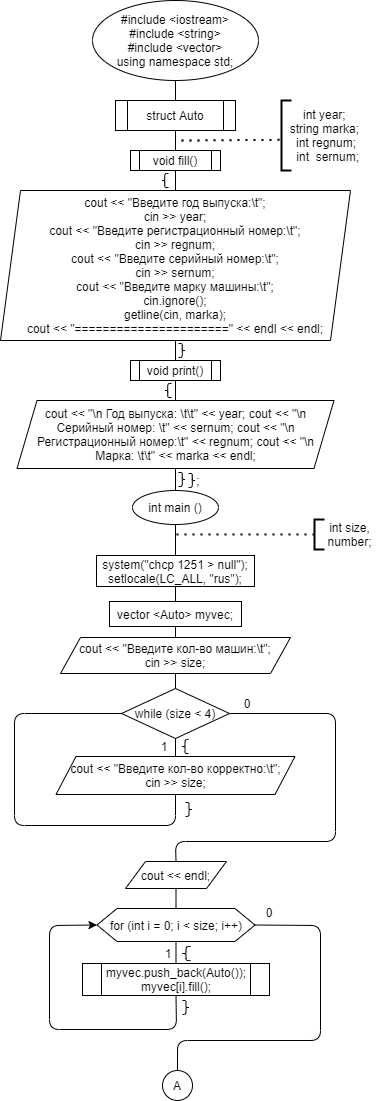 #include <iostream>
#include <string>
#include <vector>
using namespace std;
struct Auto
int year;
string marka;
int regnum;
int sernum;
void fill()
{
cout << "Введите год выпуска:\t";
cin >> year;
cout << "Введите регистрационный номер:\t";
cin >> regnum;
cout << "Введите серийный номер:\t";
cin >> sernum;
cout << "Введите марку машины:\t";
cin.ignore();
getline(cin, marka);
cout << "=======================" << endl << endl;
}
void print()
{
cout << "\n Год выпуска: \t\t" << year; cout << "\n
Серийный номер: \t" << sernum; cout << "\n
Регистрационный номер:\t" << regnum; cout << "\n
Марка: \t\t" << marka << endl;
} };
int main ()
int size,
number;
system("chcp 1251 > null");
setlocale(LC_ALL, "rus");
vector <Auto> myvec;
cout << "Введите кол-во машин:\t";
cin >> size;
while (size < 4)
0
1 {
cout << "Введите кол-во корректно:\t";
cin >> size;
}
cout << endl;
for (int i = 0; i < size; i++)
0
1 {
myvec.push_back(Auto());
myvec[i].fill();
}
A